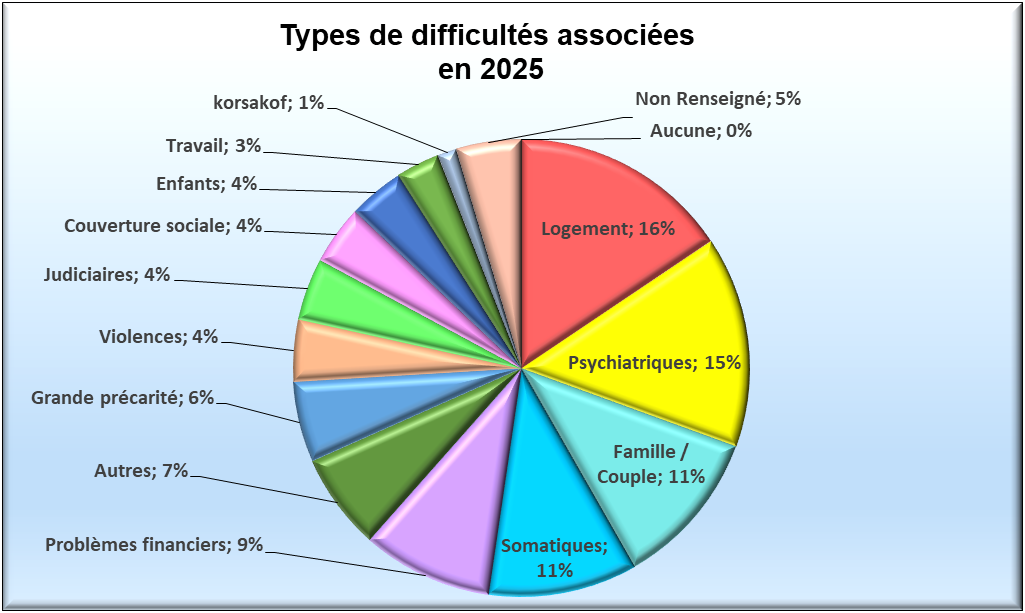 Types de difficultés associées
en 2025
korsakof; 1%
Non Renseigné; 5%
Aucune; 0%
Travail; 3%
Enfants; 4%
Couverture sociale; 4%
Logement; 16%
Judiciaires; 4%
Violences; 4%
Psychiatriques; 15%
Grande précarité; 6%
Famille /
Couple; 11%
Autres; 7%
Problèmes financiers; 9%
Somatiques;
11%